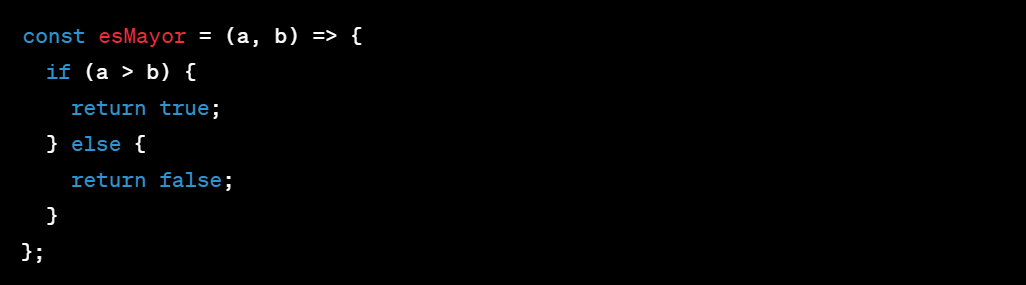 const esMayor = (a, b) => {
  if (a > b) {
    return true;
  } else {
    return false;
  }
};